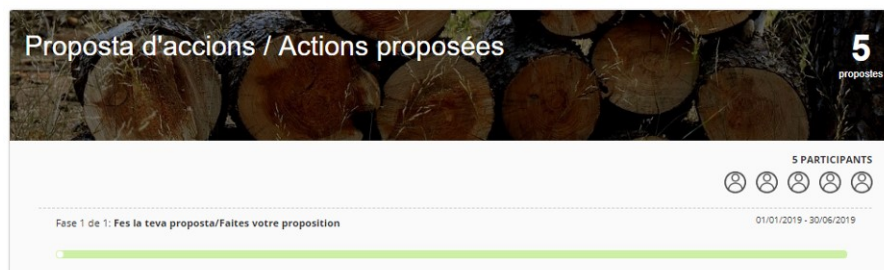 Proposta d'accions / Actions proposées
5
propostes
5 PARTICIPANTS
Fase 1 de 1: Fes la teva proposta/Faites votre proposition
01/01/2019 - 30/06/2019